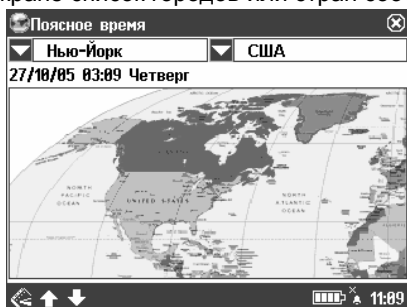 Поясное время
Нью-Йорк США
27/10/05 03:09 Четверг
NORTH
PACIFIC
OCEAN
UNITED STATES
NORTH
ATLANTIC
OCEAN
11:09